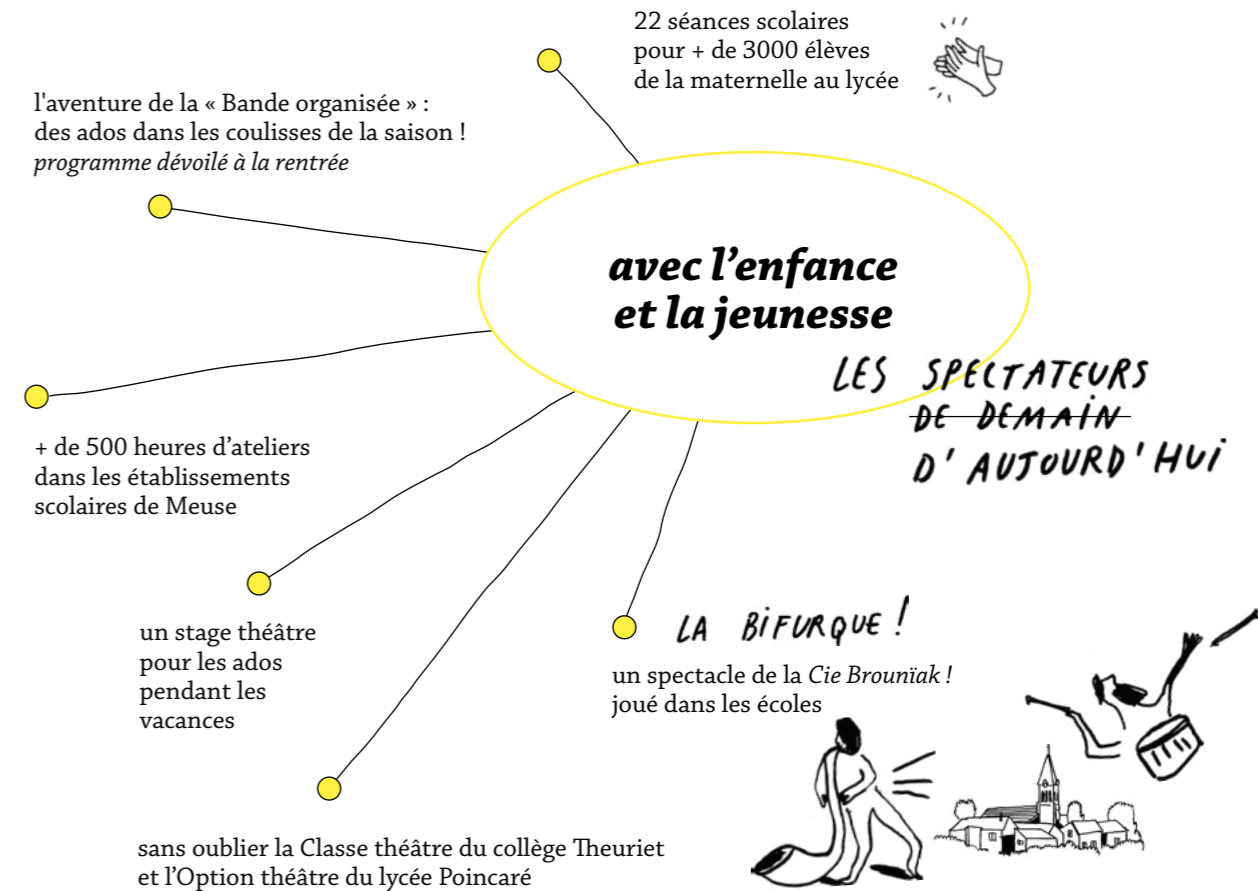 22 séances scolaires
pour + de 3000 élèves
de la maternelle au lycée
l'aventure de la « Bande organisée » :
des ados dans les coulisses de la saison !
programme dévoilé à la rentrée
avec l'enfance
et la jeunesse
LES SPECTATEURS
DE DEMAIN
D'AUJOURD'HUI
+ de 500 heures d'ateliers
dans les établissements
scolaires de Meuse
un stage théâtre
pour les ados
pendant les
vacances
LA BIFURQUE !
un spectacle de la Cie Brounïak !
joué dans les écoles
sans oublier la Classe théâtre du collège Theuriet
et l'Option théâtre du lycée Poincaré